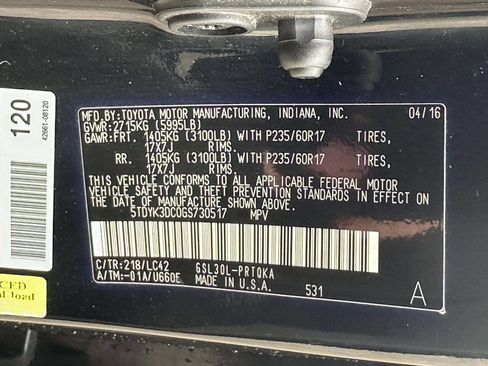 MFD.BY:TOYOTA MOTOR MANUFACTURING, INDIANA, INC. 04/16
GVWR:2715KG (5995LB)
GAWR:FRT. 1405KG (3100LB) WITH P235/60R17 TIRES,
17X7J RIMS.
RR. 1405KG (3100LB) WITH P235/60R17 TIRES,
17X7J RIMS.
THIS VEHICLE CONFORMS TO ALL APPLICABLE FEDERAL MOTOR
VEHICLE SAFETY AND THEFT PREVENTION STANDARDS IN EFFECT
ON THE DATE OF MANUFACTURE SHOWN ABOVE.
5TDYK3DC0GS730517 MPV
C/TR:218/LC42 GSL30L-PRTQKA
A/TM:-01A/U660E MADE IN U.S.A. 531
A
120
42661-08120